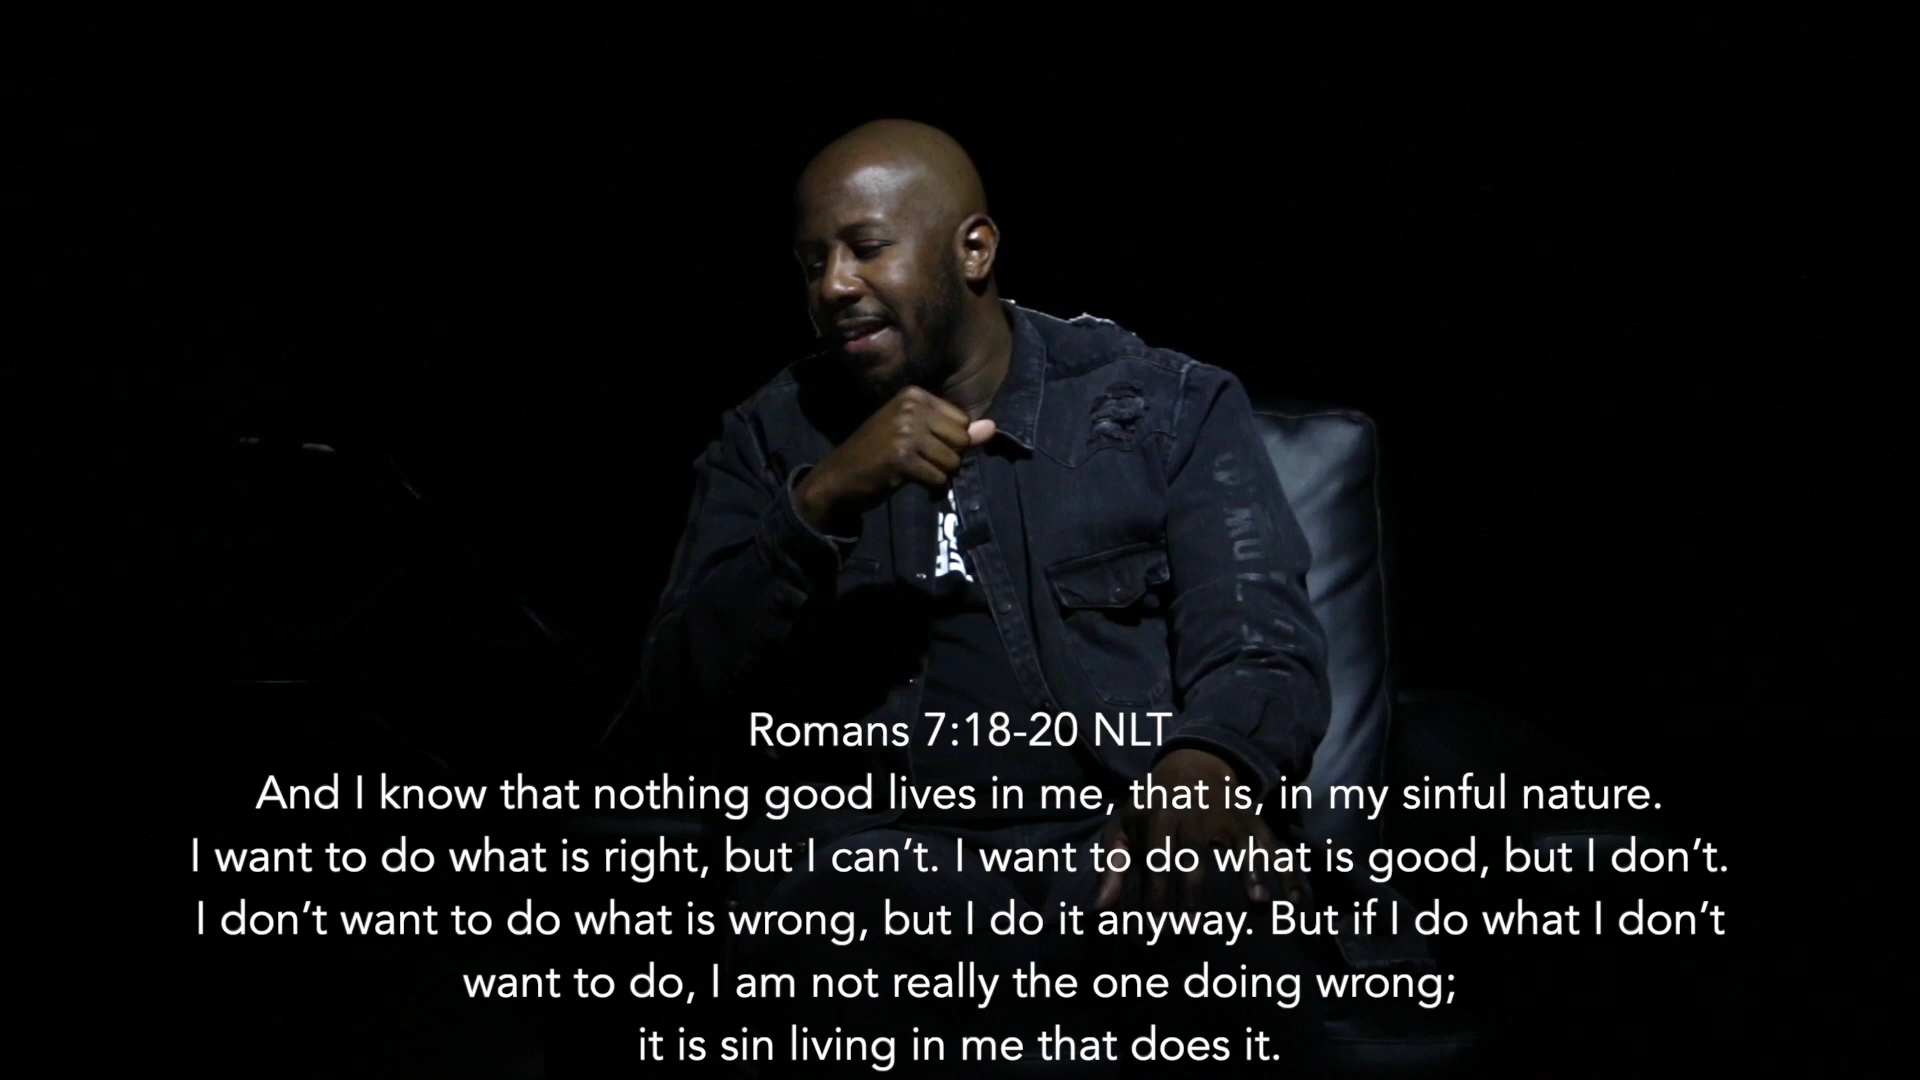 Romans 7:18-20 NLT
And I know that nothing good lives in me, that is, in my sinful nature.
I want to do what is right, but I can’t. I want to do what is good, but I don’t.
I don’t want to do what is wrong, but I do it anyway. But if I do what I don’t
want to do, I am not really the one doing wrong;
it is sin living in me that does it.